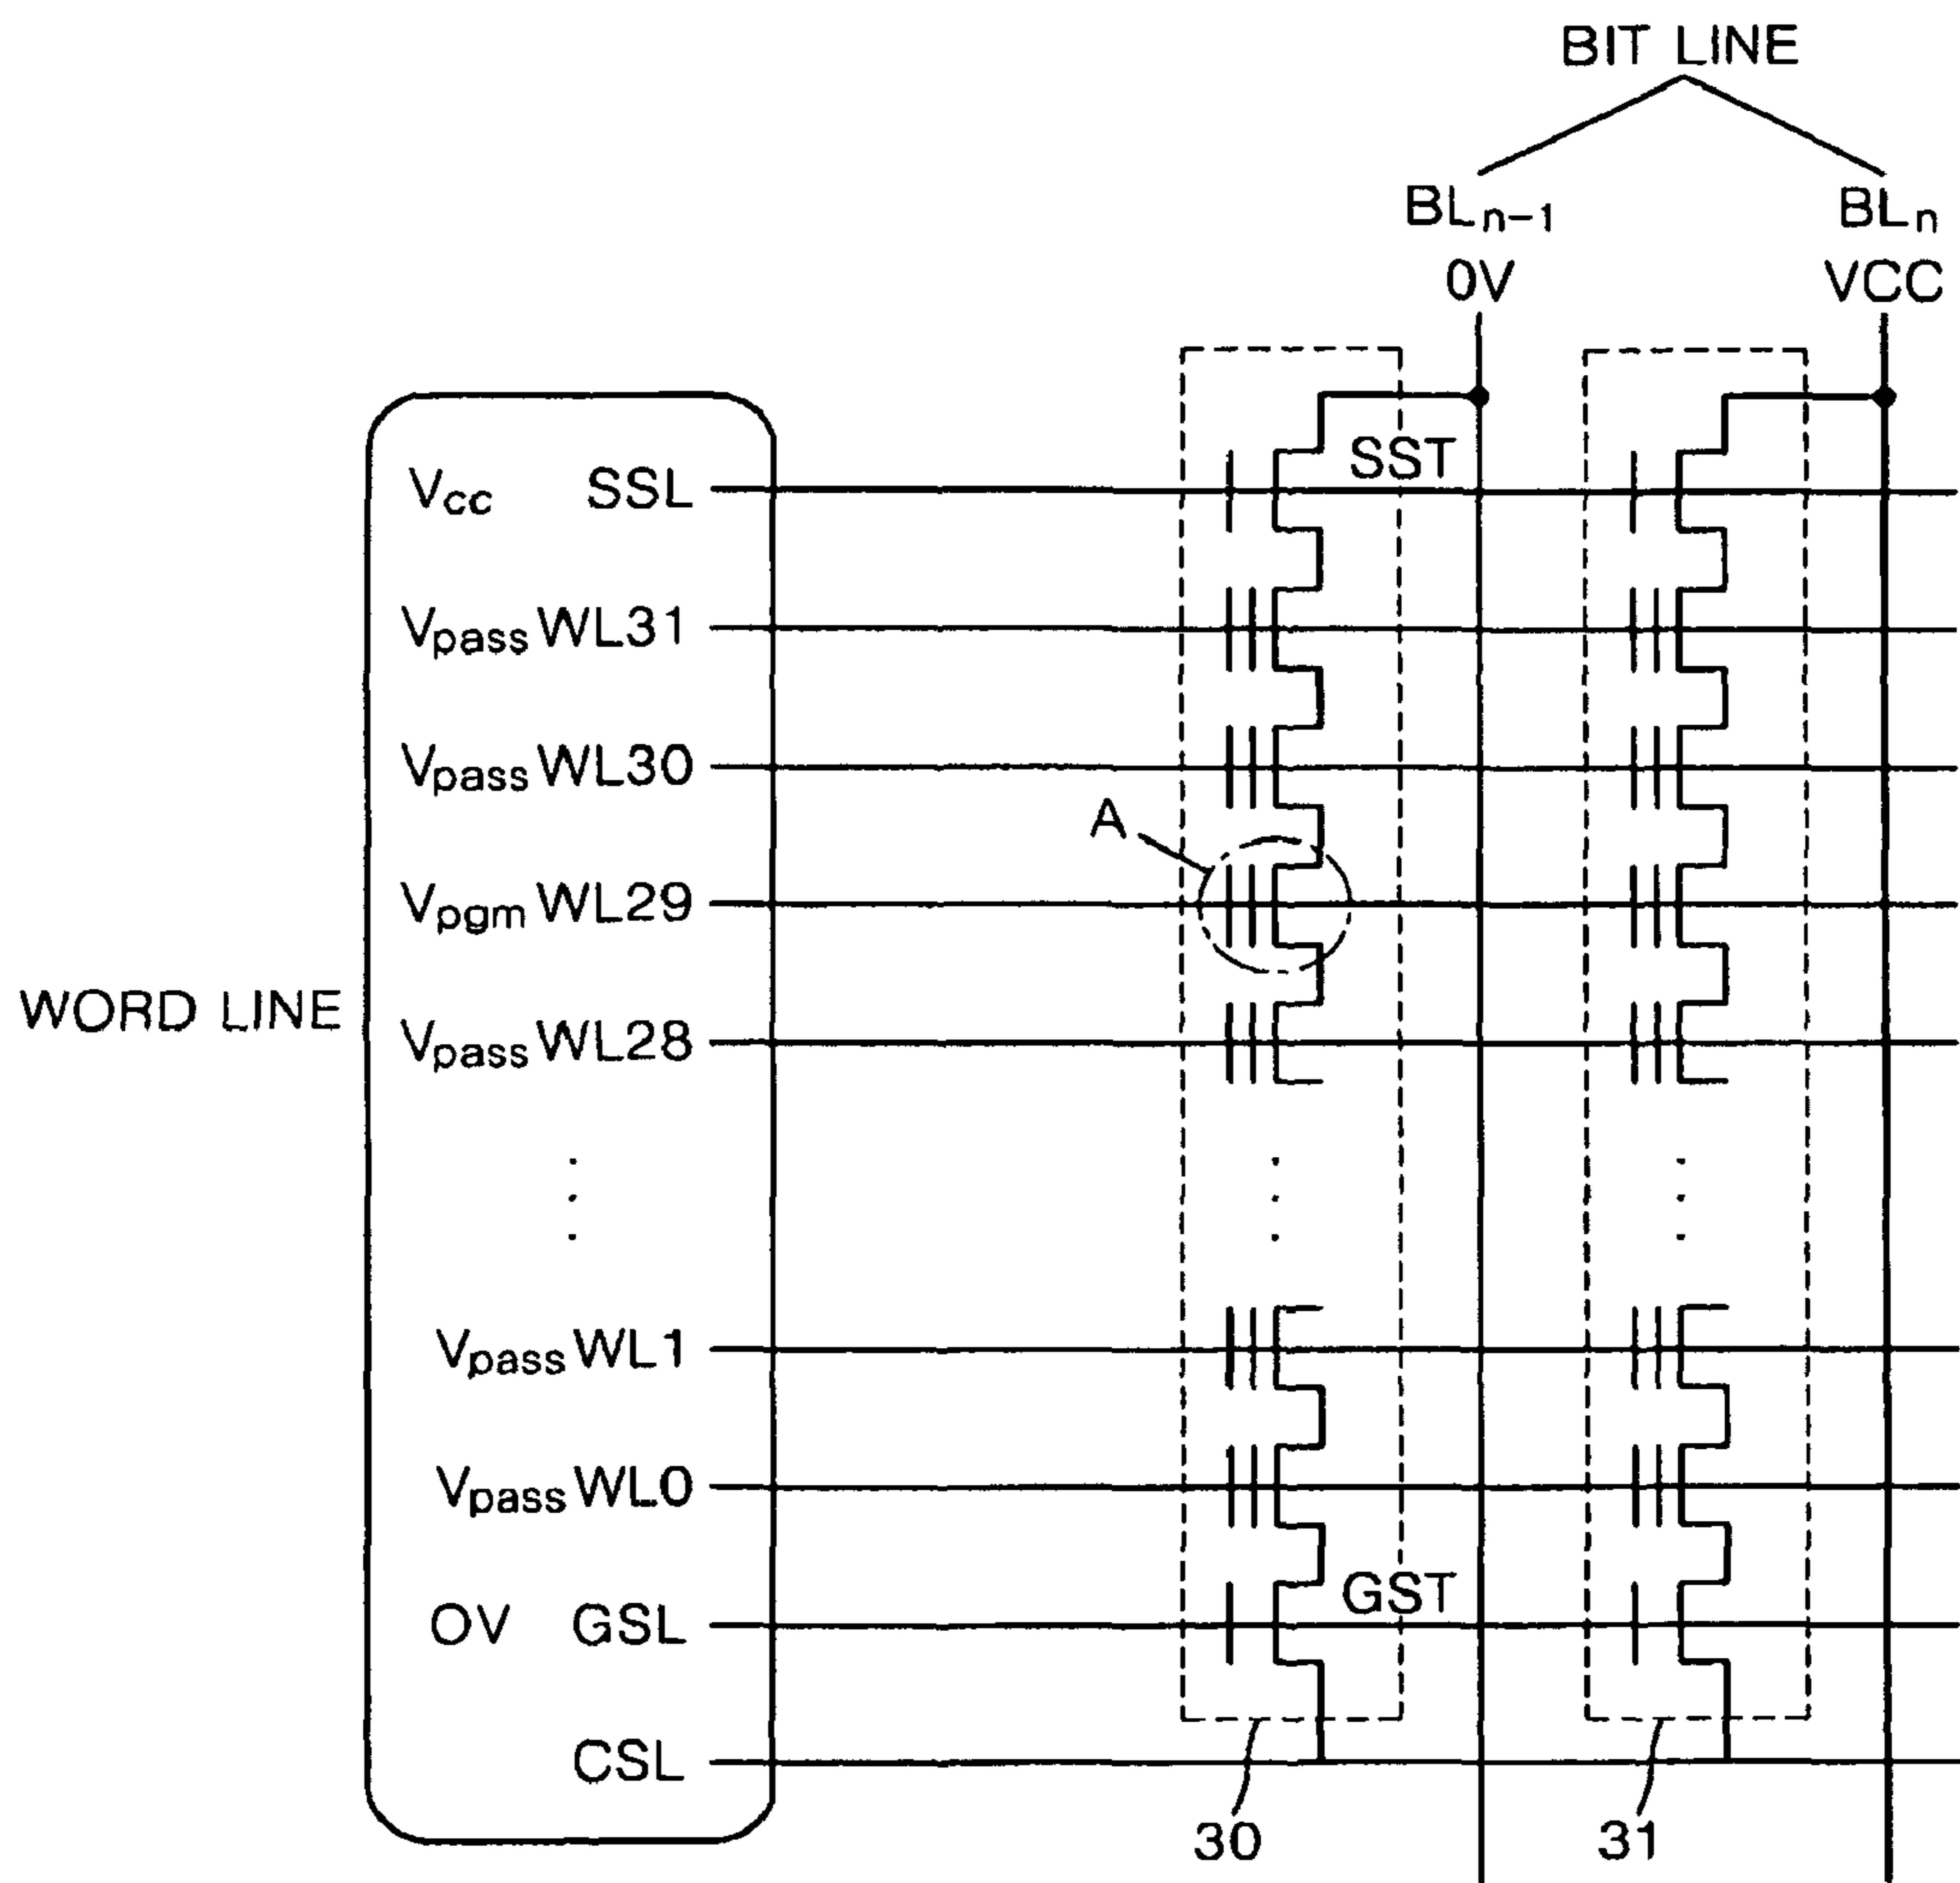 BIT LINE
BLn-1 BLn
0V VCC
SST
Vcc SSL
Vpass WL31
Vpass WL30
A
Vpgm WL29
WORD LINE
Vpass WL28
Vpass WL1
Vpass WL0
GST
OV GSL
CSL
30 31